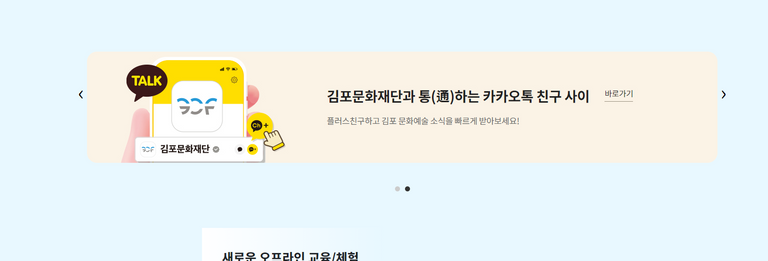 TALK
김포문화재단과 통(通)하는 카카오톡 친구 사이
바로가기
플러스친구하고 김포 문화예술 소식을 빠르게 받아보세요!
Ch +
김포문화재단
새로운 오프라인 교육/체험